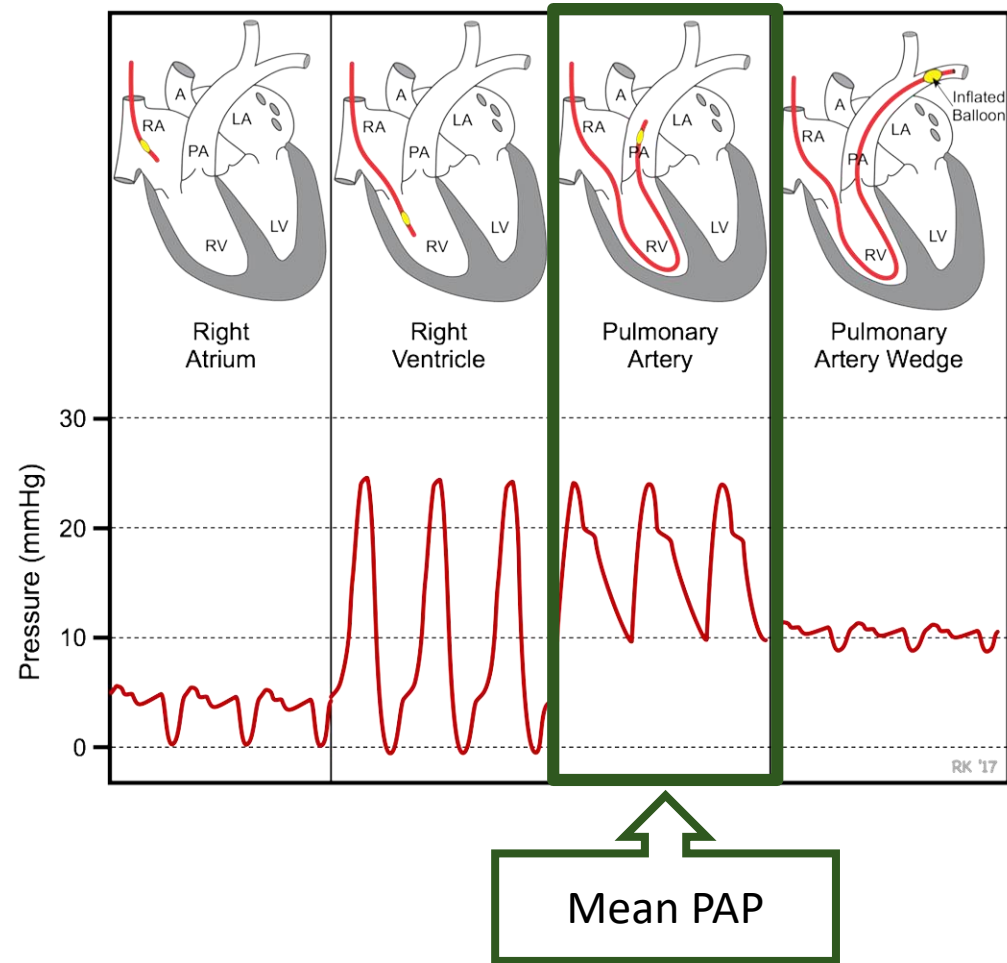 A
RA
LA
PA
RV
LV
Right
Atrium
A
RA
LA
PA
RV
LV
Right
Ventricle
A
RA
LA
PA
RV
LV
Pulmonary
Artery
Inflated
Balloon
A
RA
LA
PA
RV
LV
Pulmonary
Artery Wedge
Pressure (mmHg)
30
20
10
0
RK '17
Mean PAP